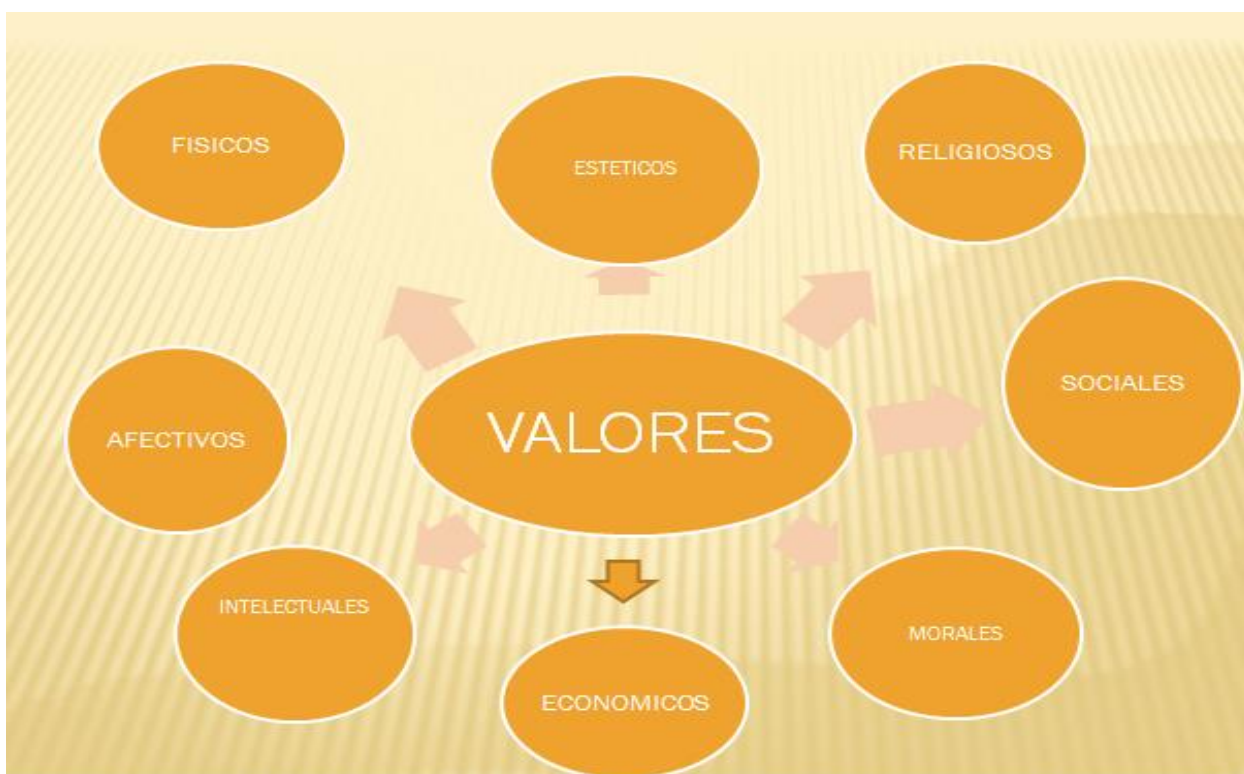 FISICOS
ESTETICOS
RELIGIOSOS
SOCIALES
VALORES
AFECTIVOS
INTELECTUALES
MORALES
ECONOMICOS